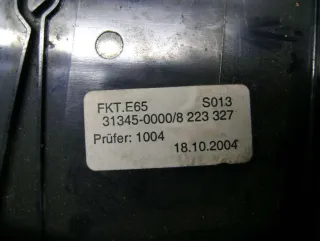 FKT.E65 S013
31345-0000/8 223 327
Prüfer: 1004 18.10.2004